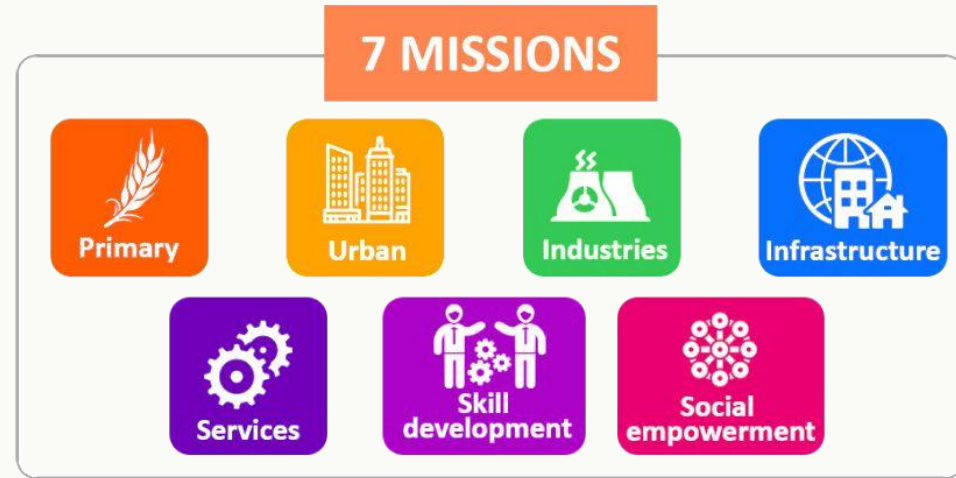 7 MISSIONS
Primary
Urban
Industries
Infrastructure
Services
Skill
development
Social
empowerment